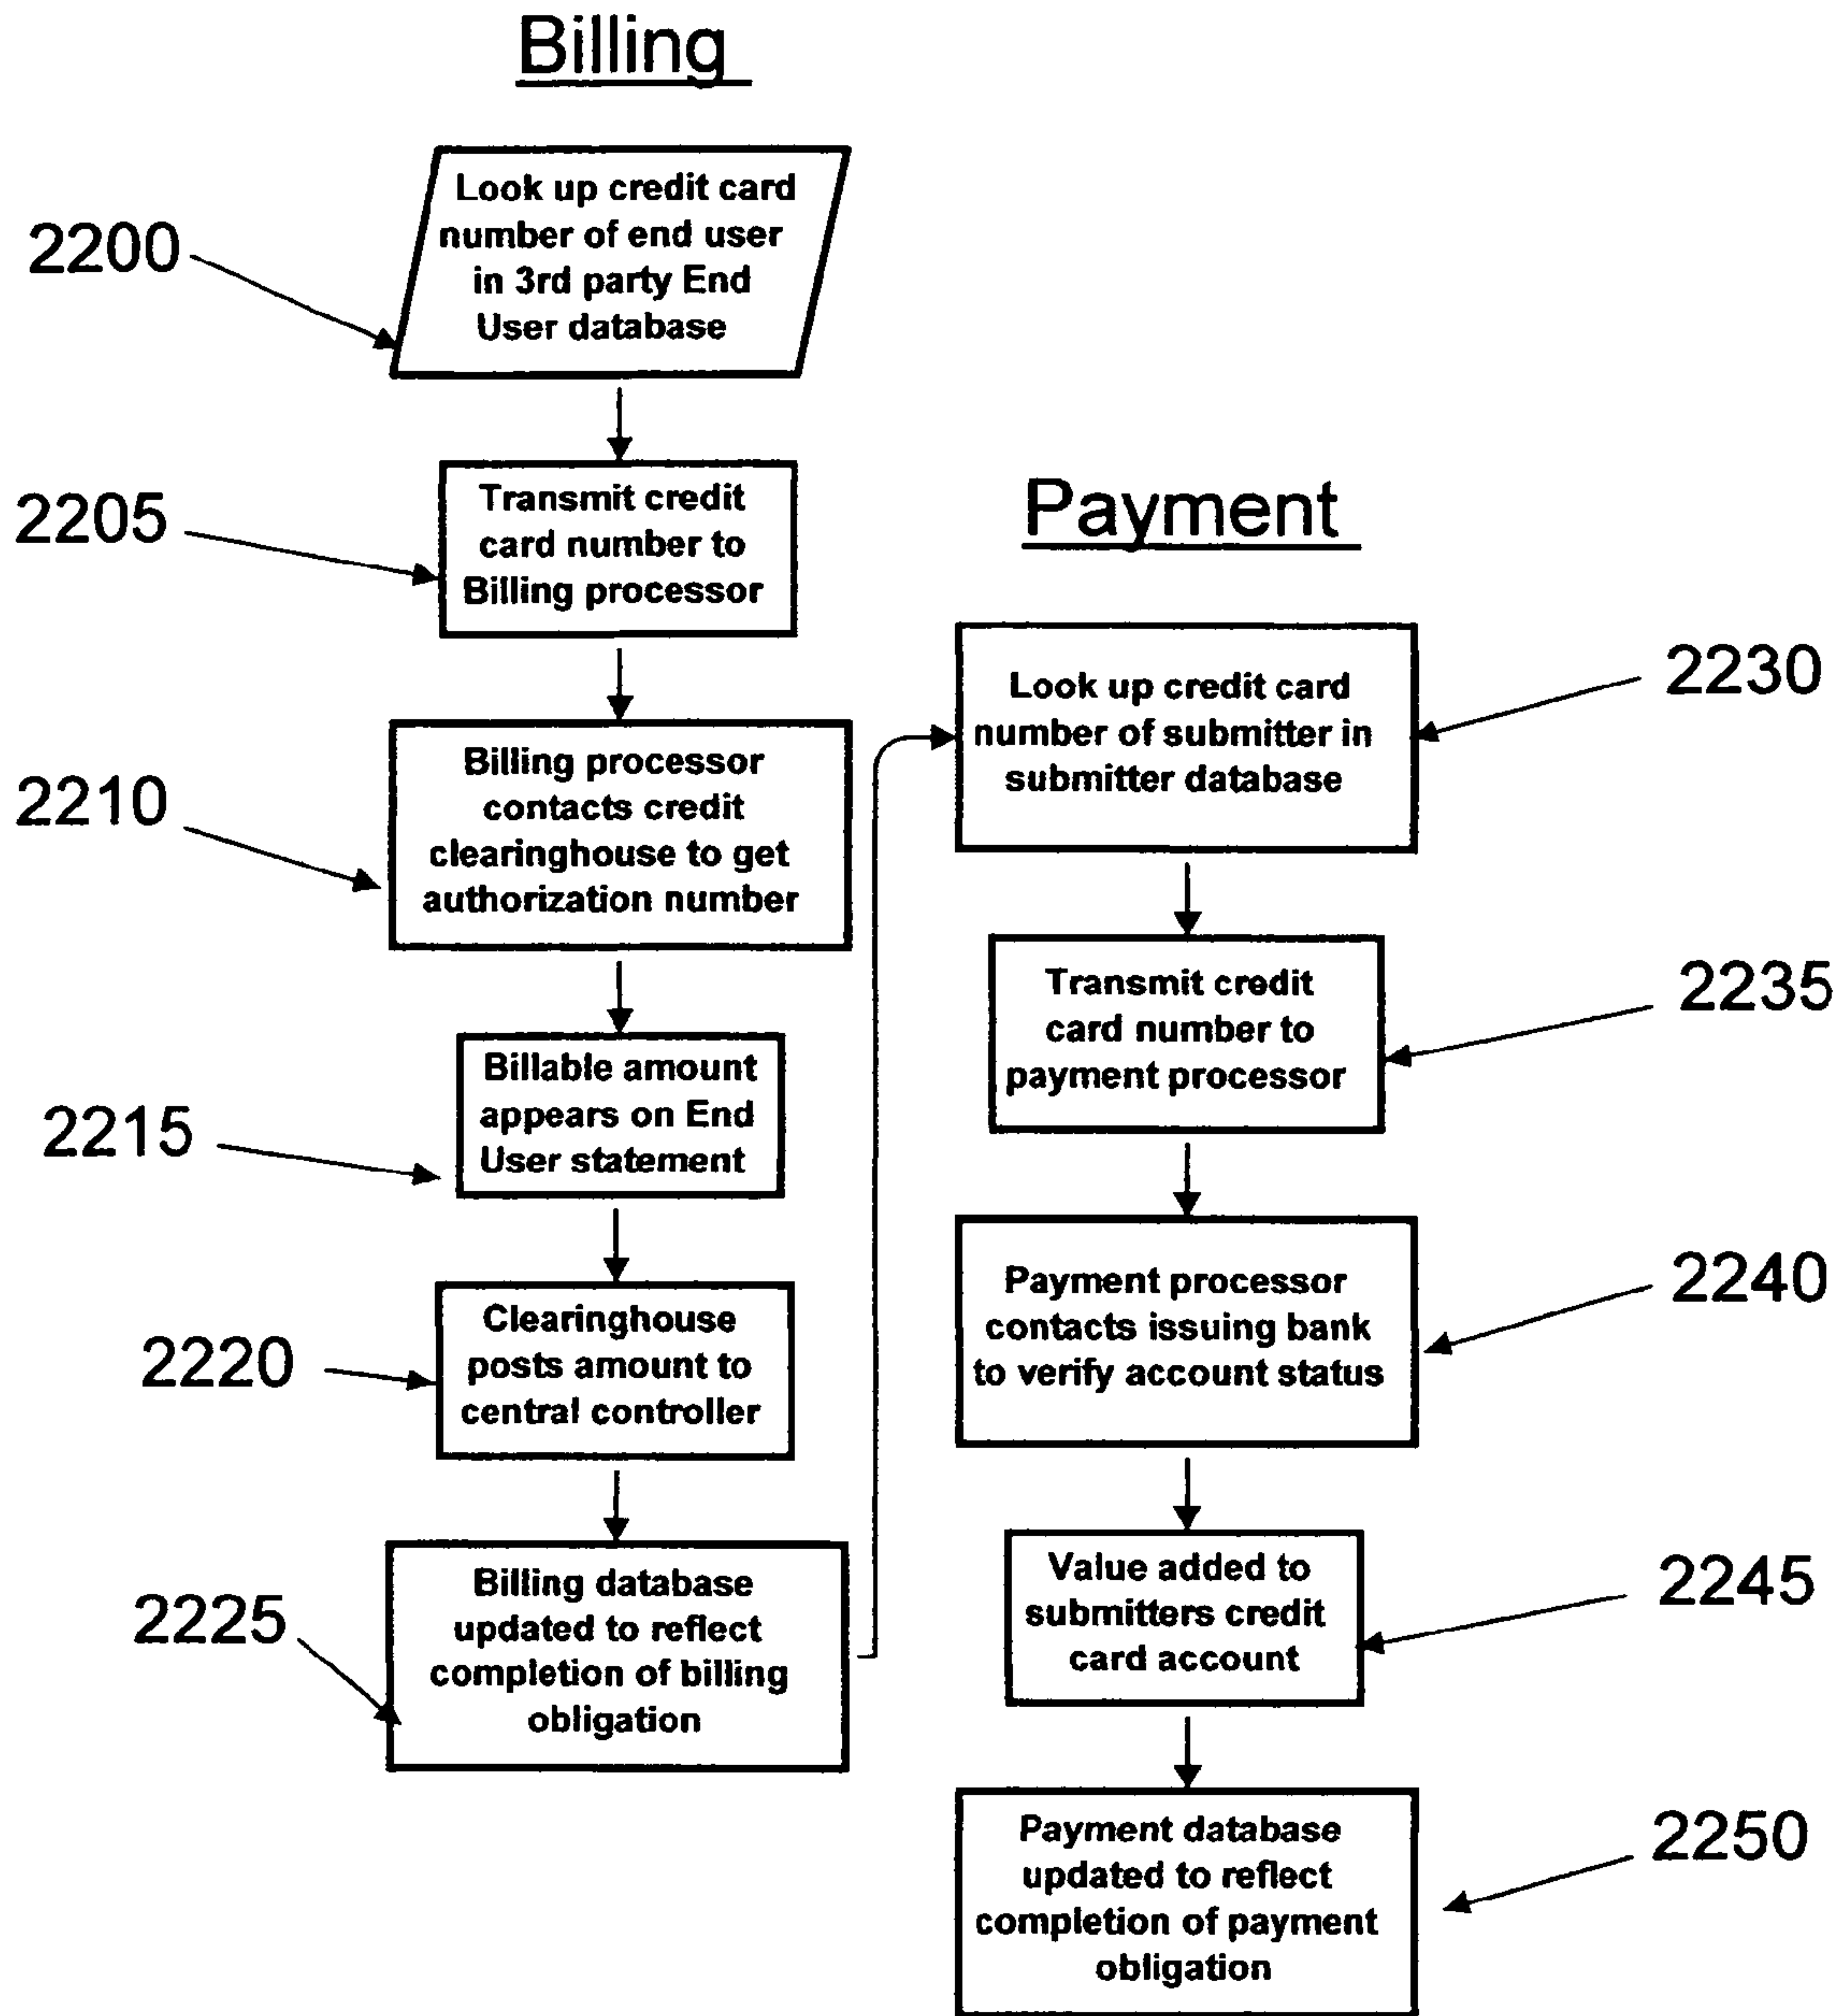 Billing
2200
Look up credit card
number of end user
in 3rd party End
User database
2205
Transmit credit
card number to
Billing processor
2210
Billing processor
contacts credit
clearinghouse to get
authorization number
2215
Billable amount
appears on End
User statement
2220
Clearinghouse
posts amount to
central controller
2225
Billing database
updated to reflect
completion of billing
obligation
Payment
2230
Look up credit card
number of submitter in
submitter database
2235
Transmit credit
card number to
payment processor
2240
Payment processor
contacts issuing bank
to verify account status
2245
Value added to
submitters credit
card account
2250
Payment database
updated to reflect
completion of payment
obligation